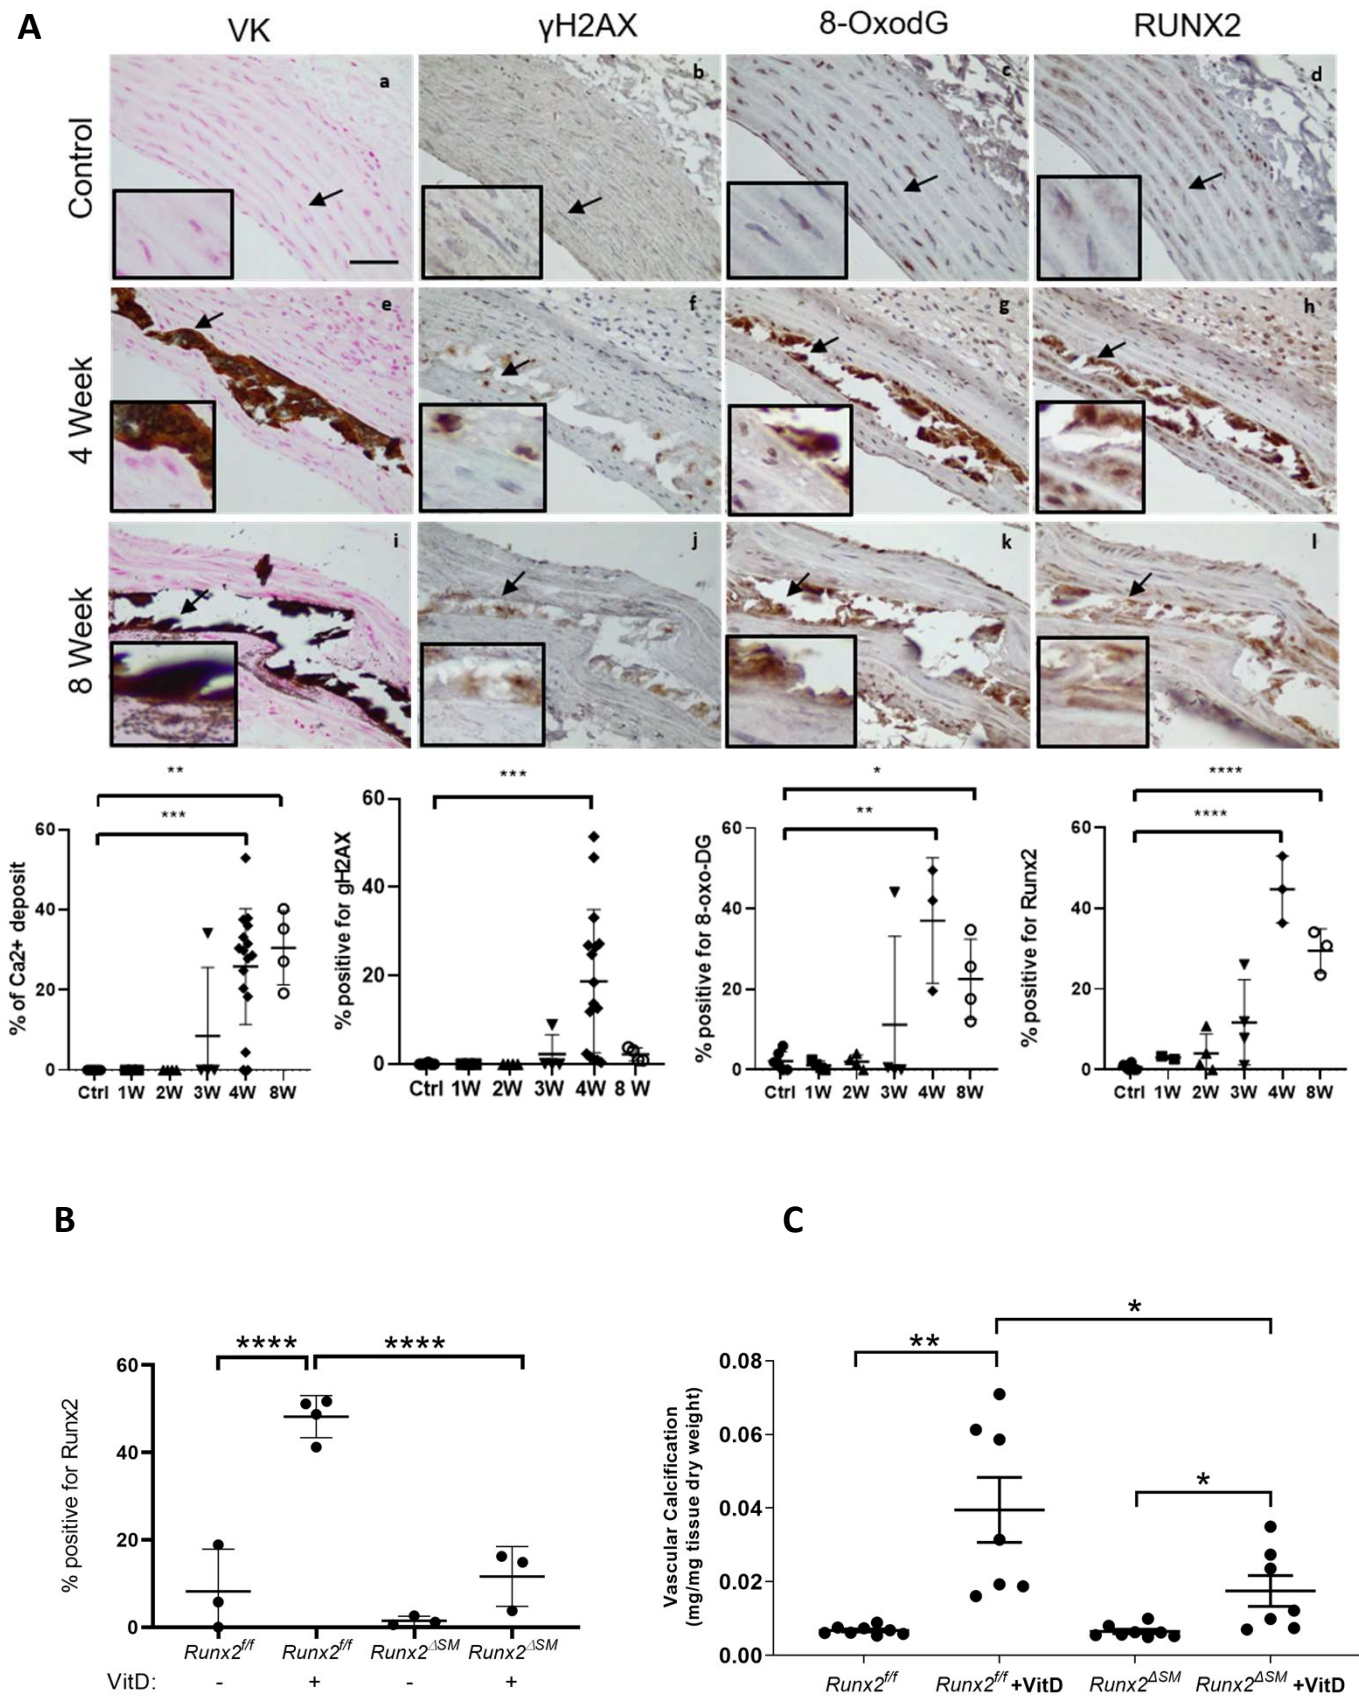 A
VK γH2AX 8-OxodG RUNX2
Control
a b c d
4 Week
e f g h
8 Week
i j k l
**
***
% of Ca2+ deposit
60
40
20
0
Ctrl 1W 2W 3W 4W 8W
***
% positive for gH2AX
60
40
20
0
Ctrl 1W 2W 3W 4W 8 W
*
**
% positive for 8-oxo-DG
60
40
20
0
Ctrl 1W 2W 3W 4W 8W
****
****
% positive for Runx2
60
40
20
0
Ctrl 1W 2W 3W 4W 8W
B
**** ****
% positive for Runx2
60
40
20
0
Runx2f/f Runx2f/f Runx2ΔSM Runx2ΔSM
VitD: - + - +
C
*
**
*
Vascular Calcification
(mg/mg tissue dry weight)
0.08
0.06
0.04
0.02
0.00
Runx2f/f Runx2f/f +VitD Runx2ΔSM Runx2ΔSM +VitD